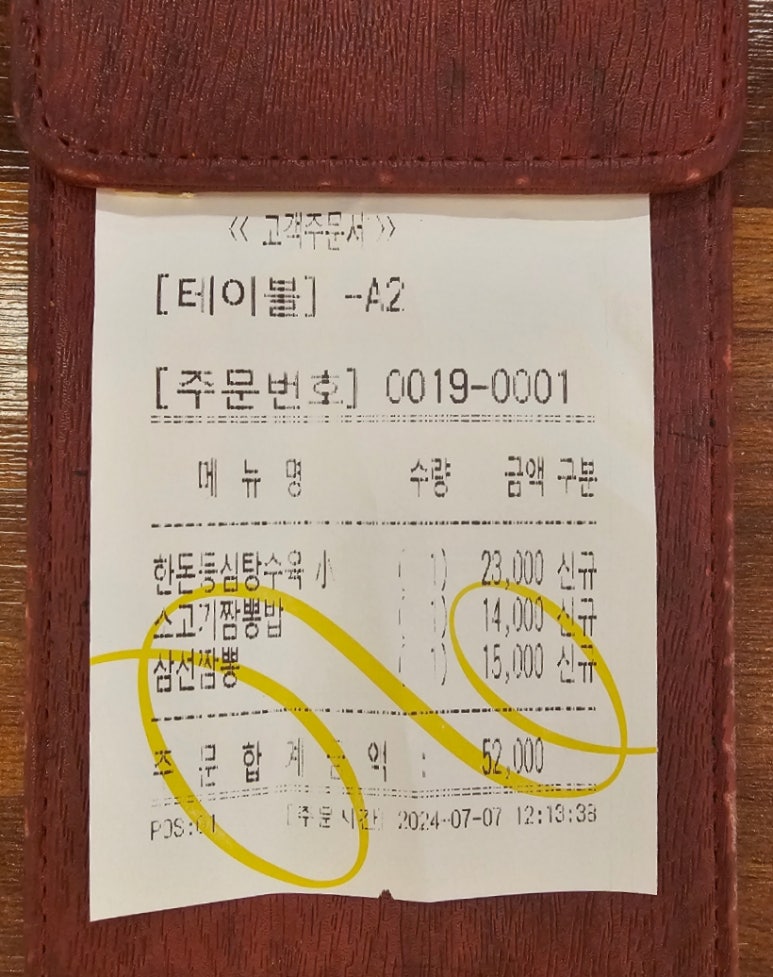 << 고객주문서 >>
[테이블] -A2
[주문번호] 0019-0001
메 뉴 명 수량 금액 구분
한돈등심탕수육 小 ( 1) 23,000 신규
소고기짬뽕밥 ( 1) 14,000 신규
삼선짬뽕 ( 1) 15,000 신규
주 문 합 계 금 액 : 52,000
POS:01 [주문시간] 2024-07-07 12:13:38